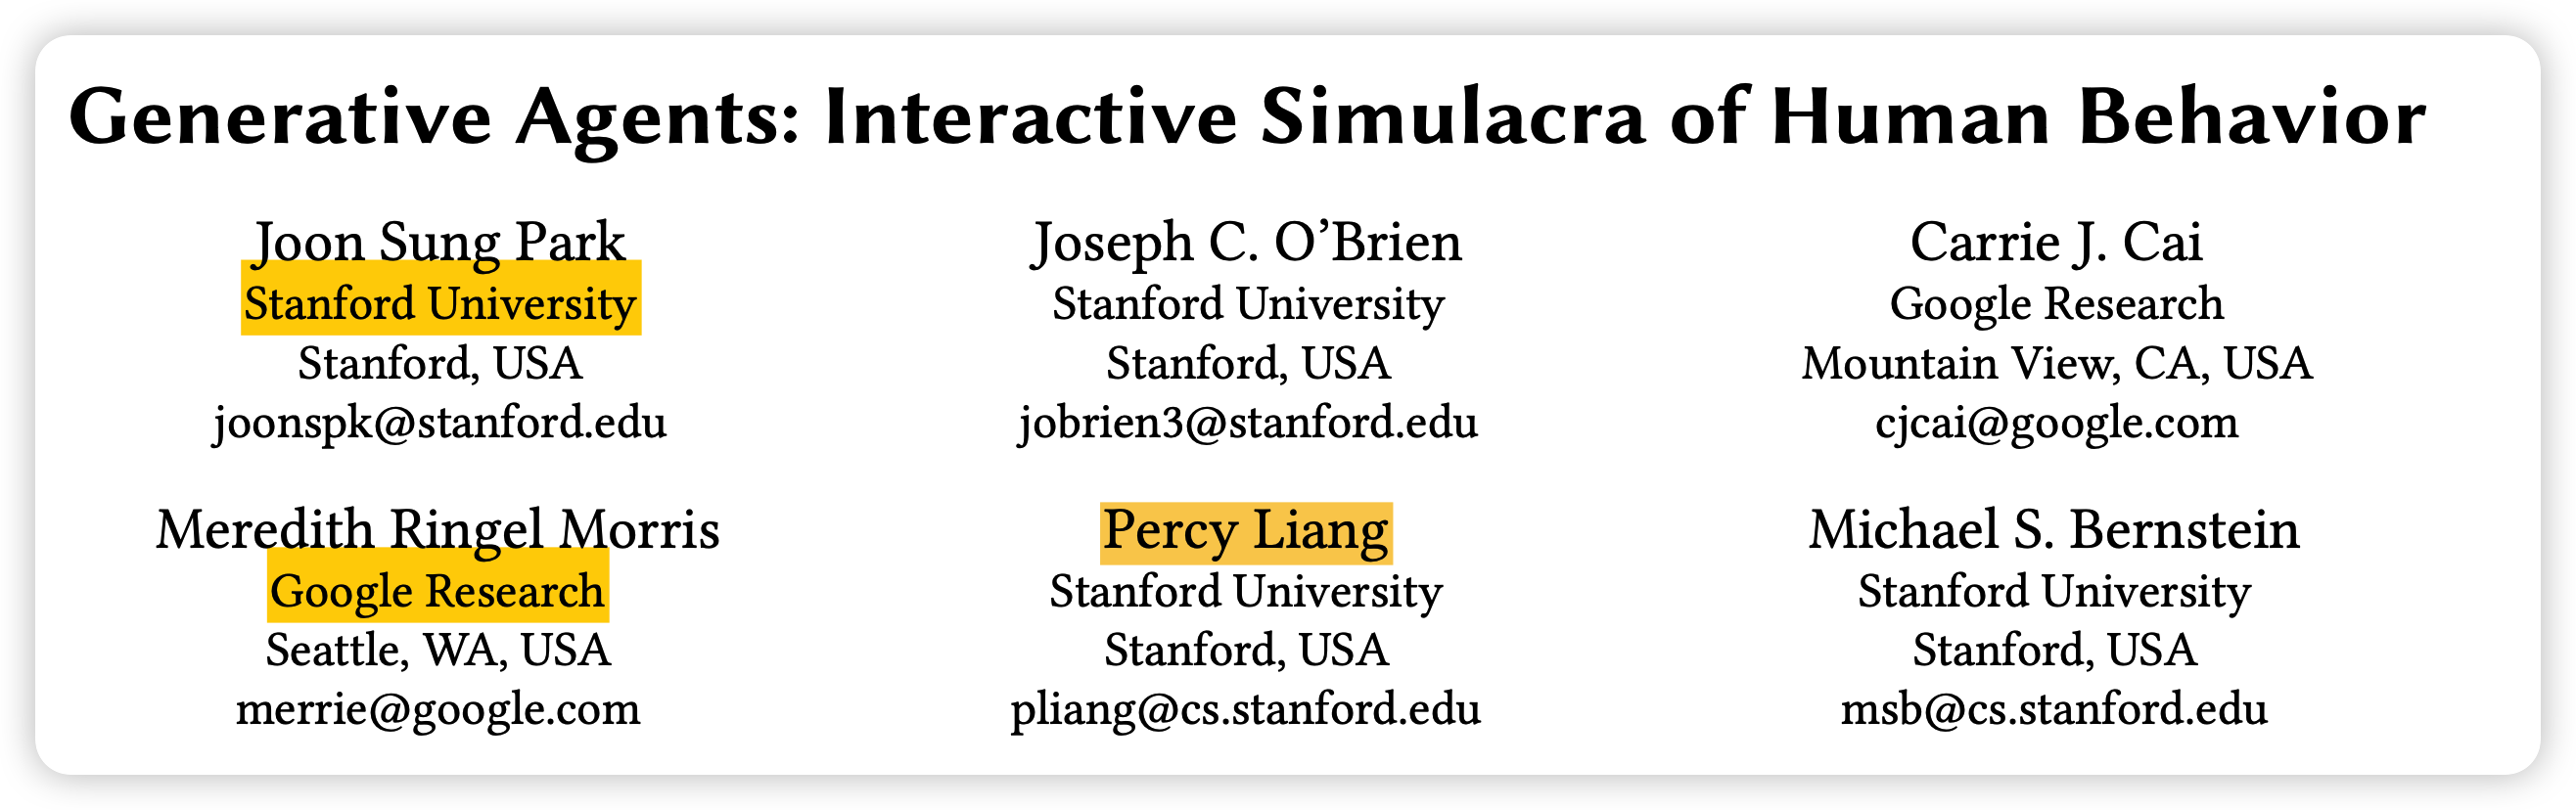 Generative Agents: Interactive Simulacra of Human Behavior
Joon Sung Park
Stanford University
Stanford, USA
joonspk@stanford.edu
Joseph C. O’Brien
Stanford University
Stanford, USA
jobrien3@stanford.edu
Carrie J. Cai
Google Research
Mountain View, CA, USA
cjcai@google.com
Meredith Ringel Morris
Google Research
Seattle, WA, USA
merrie@google.com
Percy Liang
Stanford University
Stanford, USA
pliang@cs.stanford.edu
Michael S. Bernstein
Stanford University
Stanford, USA
msb@cs.stanford.edu